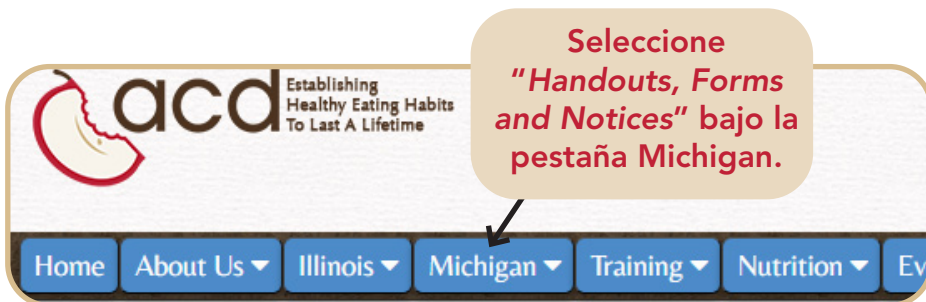 Seleccione
"Handouts, Forms
and Notices" bajo la
pestaña Michigan.
acd
Establishing
Healthy Eating Habits
To Last A Lifetime
Home About Us Illinois Michigan Training Nutrition Ev